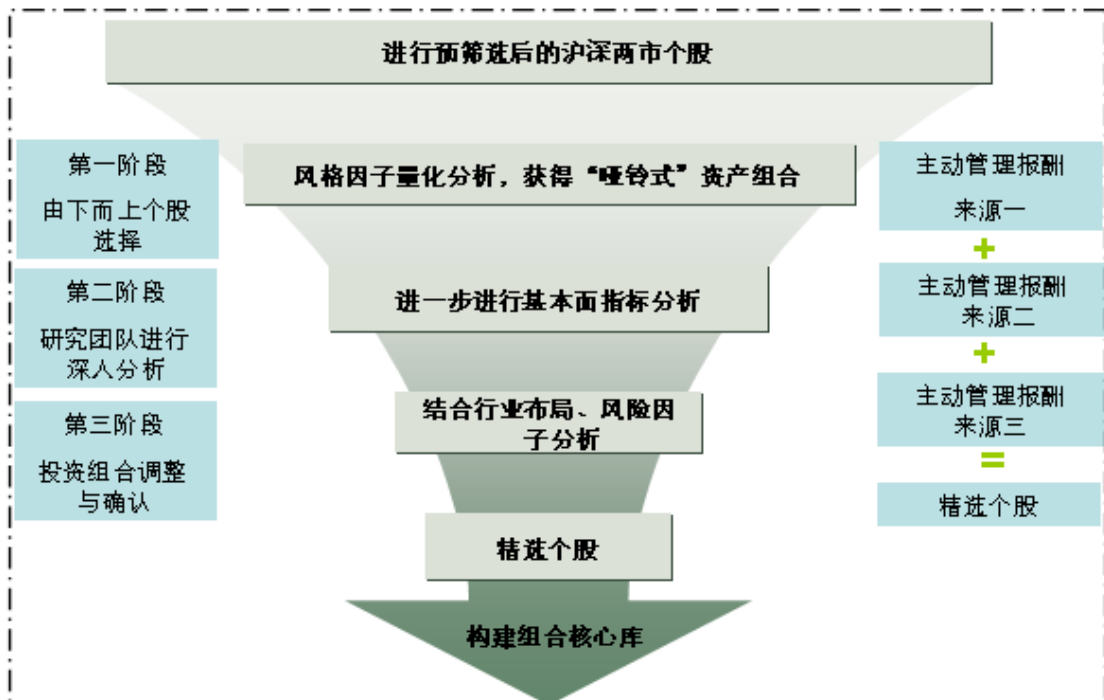 进行预筛选后的沪深两市个股
第一阶段
由下而上个股
选择
风格因子量化分析，获得“哑铃式”资产组合
主动管理报酬
来源一
+
第二阶段
研究团队进行
深入分析
进一步进行基本面指标分析
主动管理报酬
来源二
+
第三阶段
投资组合调整
与确认
结合行业布局、风险因
子分析
主动管理报酬
来源三
=
精选个股
精选个股
构建组合核心库